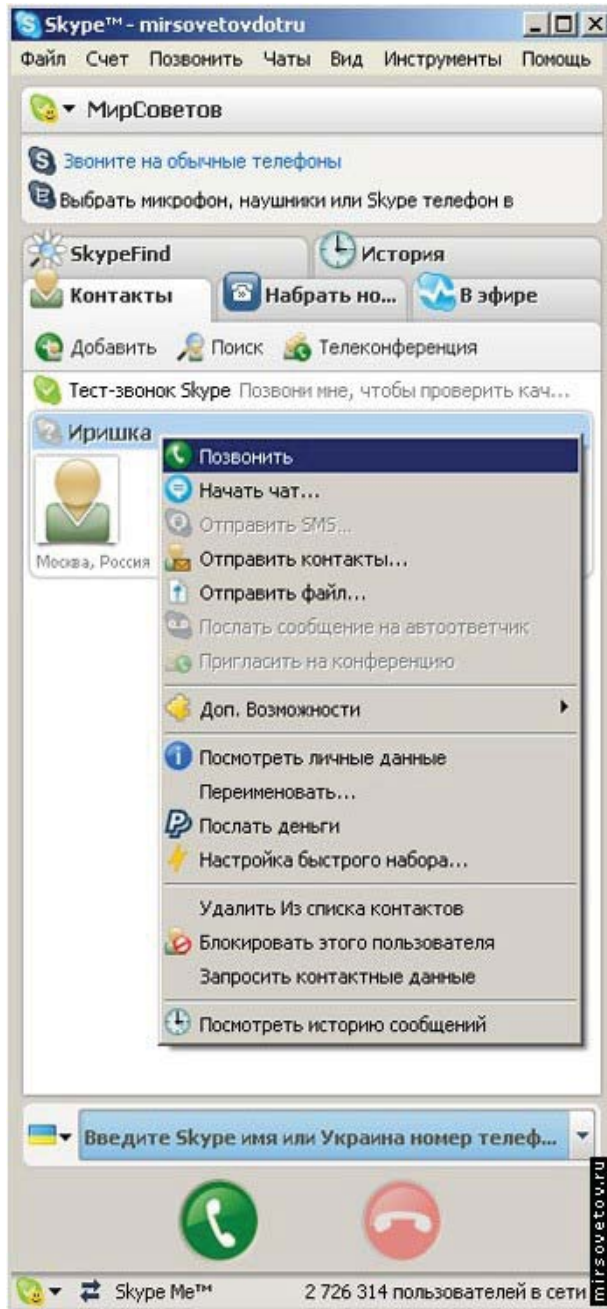 Skype™ - mirsovetovdotru
Файл Счет Позвонить Чаты Вид Инструменты Помощь
МирСоветов
Звоните на обычные телефоны
Выбрать микрофон, наушники или Skype телефон в
SkypeFind История
Контакты Набрать но... В эфире
Добавить Поиск Телеконференция
Тест-звонок Skype Позвони мне, чтобы проверить кач...
Иришка
Москва, Россия
Позвонить
Начать чат...
Отправить SMS...
Отправить контакты...
Отправить файл...
Послать сообщение на автоответчик
Пригласить на конференцию
Доп. Возможности
Посмотреть личные данные
Переименовать...
Послать деньги
Настройка быстрого набора...
Удалить Из списка контактов
Блокировать этого пользователя
Запросить контактные данные
Посмотреть историю сообщений
Введите Skype имя или Украина номер телеф...
Skype Me™ 2 726 314 пользователей в сети
mirsovetov.ru